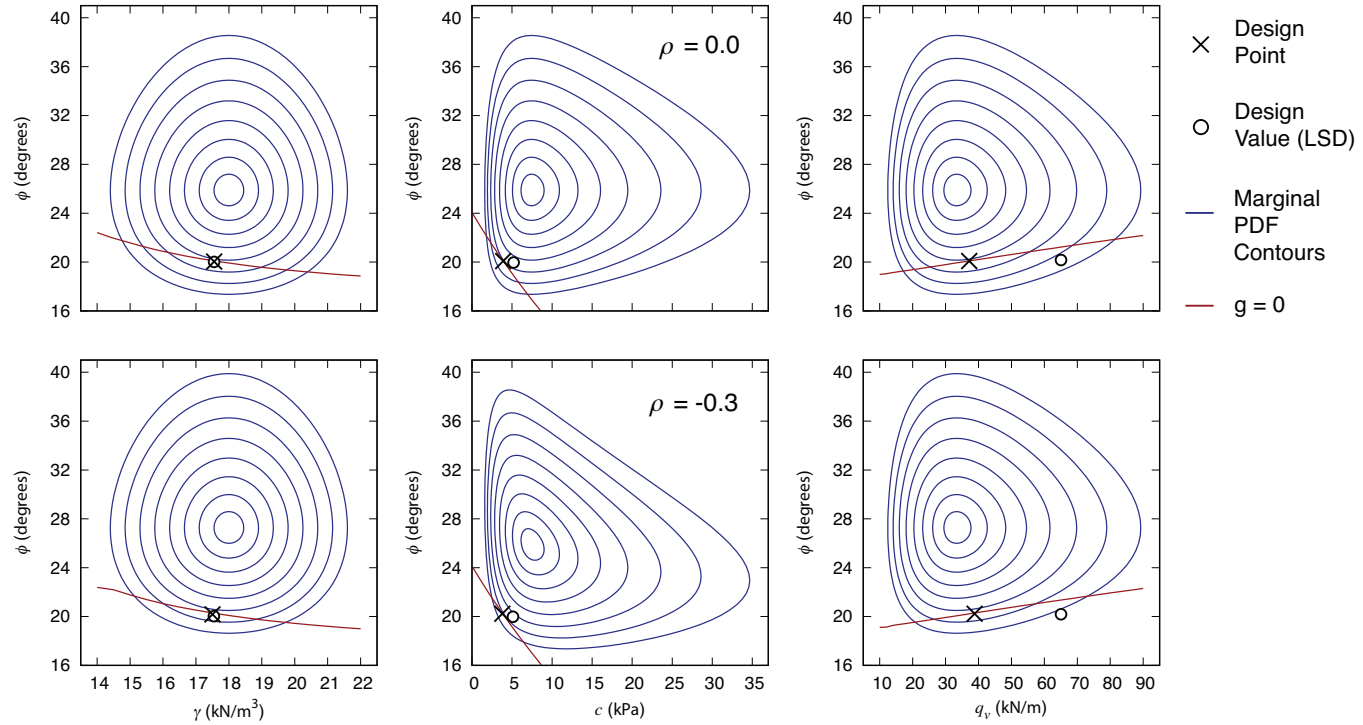 40
36
32
28
24
20
16
ϕ (degrees)
40
36
32
28
24
20
16
ϕ (degrees)
ρ = 0.0
40
36
32
28
24
20
16
ϕ (degrees)
Design
Point
Design
Value (LSD)
Marginal
PDF
Contours
g = 0
40
36
32
28
24
20
16
ϕ (degrees)
14 15 16 17 18 19 20 21 22
γ (kN/m³)
40
36
32
28
24
20
16
ϕ (degrees)
ρ = -0.3
0 5 10 15 20 25 30 35
c (kPa)
40
36
32
28
24
20
16
ϕ (degrees)
10 20 30 40 50 60 70 80 90
qᵥ (kN/m)